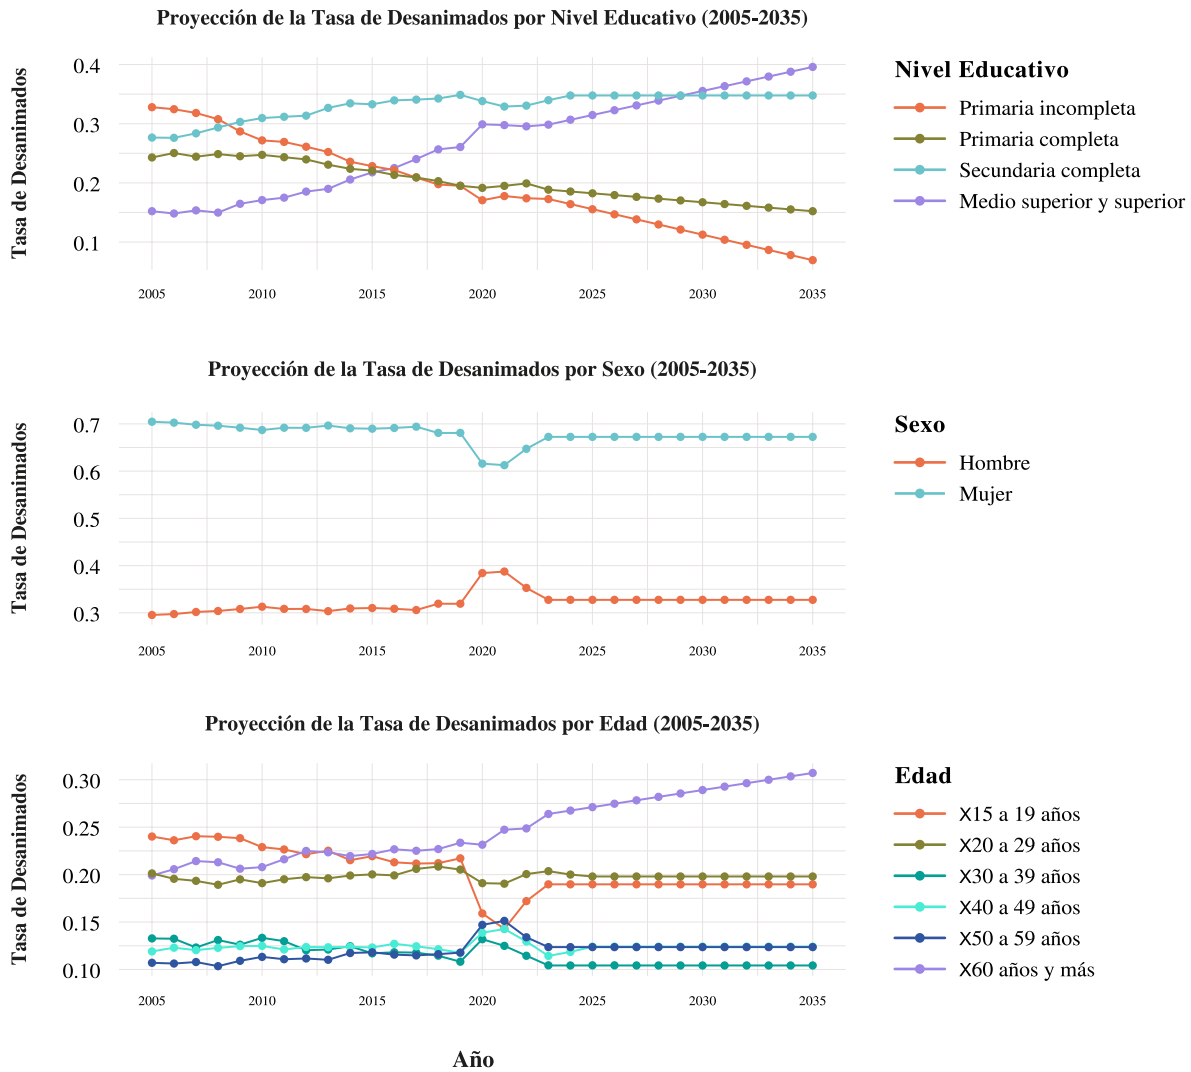 Proyección de la Tasa de Desanimados por Nivel Educativo (2005-2035)
Tasa de Desanimados
0.4
0.3
0.2
0.1
2005 2010 2015 2020 2025 2030 2035
Nivel Educativo
Primaria incompleta
Primaria completa
Secundaria completa
Medio superior y superior
Proyección de la Tasa de Desanimados por Sexo (2005-2035)
Tasa de Desanimados
0.7
0.6
0.5
0.4
0.3
2005 2010 2015 2020 2025 2030 2035
Sexo
Hombre
Mujer
Proyección de la Tasa de Desanimados por Edad (2005-2035)
Tasa de Desanimados
0.30
0.25
0.20
0.15
0.10
2005 2010 2015 2020 2025 2030 2035
Edad
X15 a 19 años
X20 a 29 años
X30 a 39 años
X40 a 49 años
X50 a 59 años
X60 años y más
Año